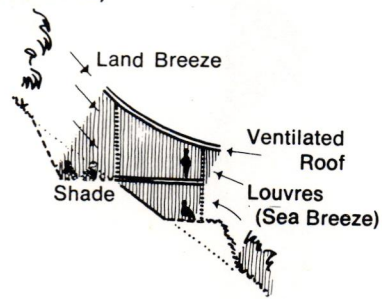 Land Breeze
Ventilated
Roof
Shade
Louvres
(Sea Breeze)